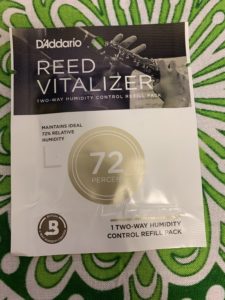 D'Addario
REED
VITALIZER
TWO-WAY HUMIDITY CONTROL REFILL PACK
MAINTAINS IDEAL
72% RELATIVE
HUMIDITY
72
PERCENT
B
1 TWO-WAY HUMIDITY
CONTROL REFILL PACK